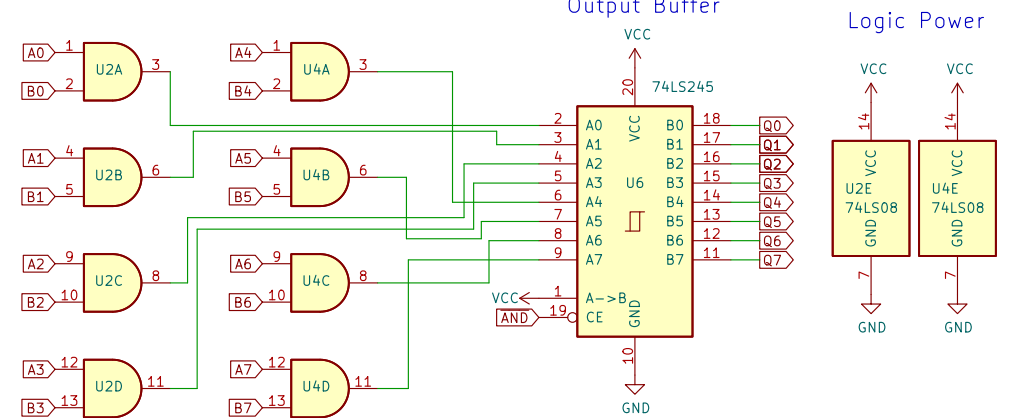 Output Buffer
Logic Power
VCC
VCC
VCC
A0 1 U2A 3
B0 2
A4 1 U4A 3
B4 2
A1 4 U2B 6
B1 5
A5 4 U4B 6
B5 5
A2 9 U2C 8
B2 10
A6 9 U4C 8
B6 10
A3 12 U2D 11
B3 13
A7 12 U4D 11
B7 13
20 74LS245
VCC
2 A0 B0 18 Q0
3 A1 B1 17 Q1
4 A2 B2 16 Q2
5 A3 U6 B3 15 Q3
6 A4 B4 14 Q4
7 A5 B5 13 Q5
8 A6 B6 12 Q6
9 A7 B7 11 Q7
VCC 1 A->B
AND 19 CE
GND
10
GND
14
VCC
U2E
74LS08
GND
7
GND
14
VCC
U4E
74LS08
GND
7
GND